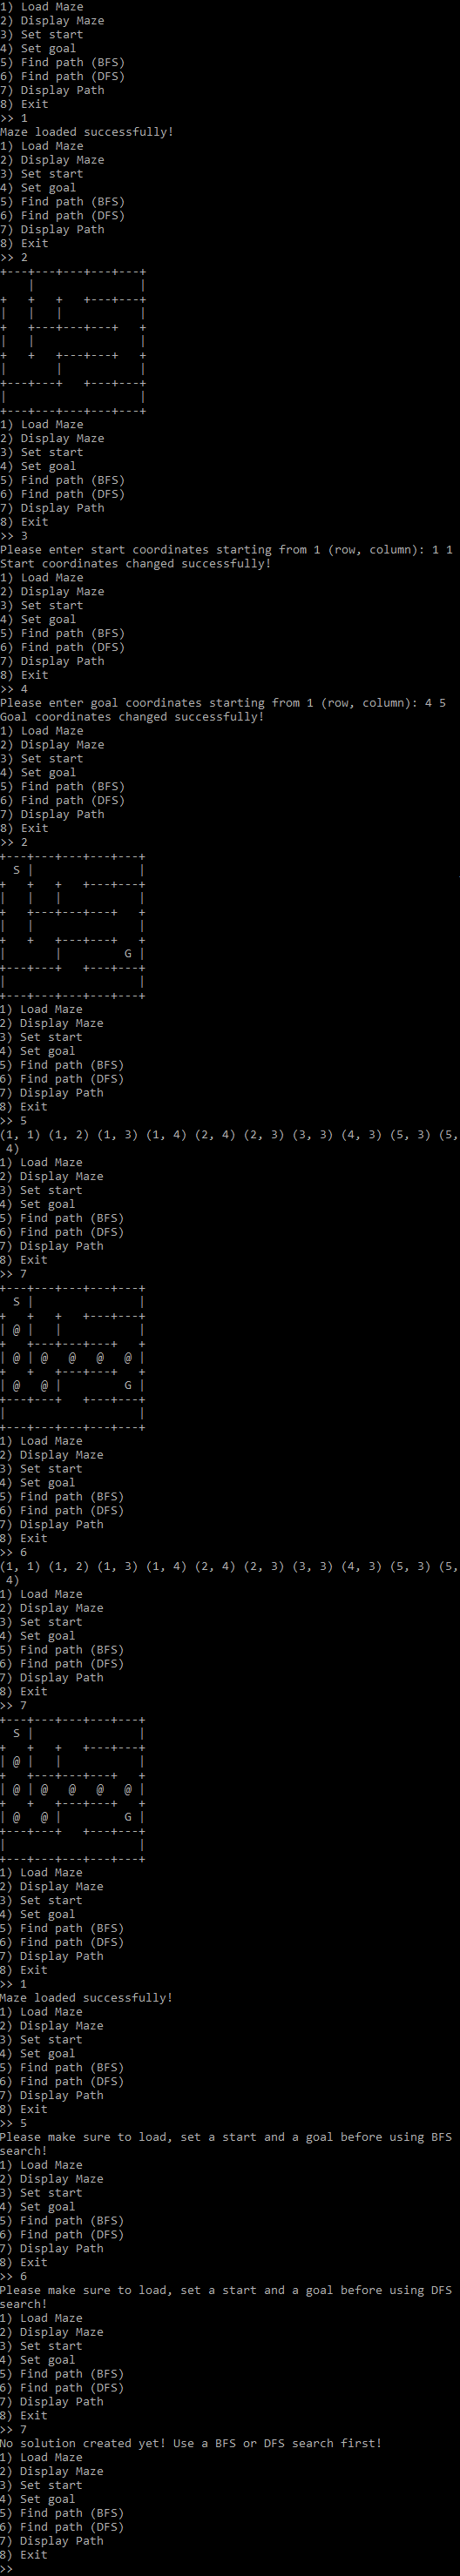 1) Load Maze
2) Display Maze
3) Set start
4) Set goal
5) Find path (BFS)
6) Find path (DFS)
7) Display Path
8) Exit
>> 1
Maze loaded successfully!
1) Load Maze
2) Display Maze
3) Set start
4) Set goal
5) Find path (BFS)
6) Find path (DFS)
7) Display Path
8) Exit
>> 2
+---+---+---+---+---+
    |               |
+   +   +   +---+---+
|   |   |           |
+   +---+---+---+   +
|   |               |
+   +   +---+---+   +
|       |           |
+---+---+   +---+---+
|                   |
+---+---+---+---+---+
1) Load Maze
2) Display Maze
3) Set start
4) Set goal
5) Find path (BFS)
6) Find path (DFS)
7) Display Path
8) Exit
>> 3
Please enter start coordinates starting from 1 (row, column): 1 1
Start coordinates changed successfully!
1) Load Maze
2) Display Maze
3) Set start
4) Set goal
5) Find path (BFS)
6) Find path (DFS)
7) Display Path
8) Exit
>> 4
Please enter goal coordinates starting from 1 (row, column): 4 5
Goal coordinates changed successfully!
1) Load Maze
2) Display Maze
3) Set start
4) Set goal
5) Find path (BFS)
6) Find path (DFS)
7) Display Path
8) Exit
>> 2
+---+---+---+---+---+
  S |               |
+   +   +   +---+---+
|   |   |           |
+   +---+---+---+   +
|   |               |
+   +   +---+---+   +
|       |         G |
+---+---+   +---+---+
|                   |
+---+---+---+---+---+
1) Load Maze
2) Display Maze
3) Set start
4) Set goal
5) Find path (BFS)
6) Find path (DFS)
7) Display Path
8) Exit
>> 5
(1, 1) (1, 2) (1, 3) (1, 4) (2, 4) (2, 3) (3, 3) (4, 3) (5, 3) (5,
 4)
1) Load Maze
2) Display Maze
3) Set start
4) Set goal
5) Find path (BFS)
6) Find path (DFS)
7) Display Path
8) Exit
>> 7
+---+---+---+---+---+
  S |               |
+   +   +   +---+---+
| @ |   |           |
+   +---+---+---+   +
| @ | @   @   @   @ |
+   +   +---+---+   +
| @   @ |         G |
+---+---+   +---+---+
|                   |
+---+---+---+---+---+
1) Load Maze
2) Display Maze
3) Set start
4) Set goal
5) Find path (BFS)
6) Find path (DFS)
7) Display Path
8) Exit
>> 6
(1, 1) (1, 2) (1, 3) (1, 4) (2, 4) (2, 3) (3, 3) (4, 3) (5, 3) (5,
 4)
1) Load Maze
2) Display Maze
3) Set start
4) Set goal
5) Find path (BFS)
6) Find path (DFS)
7) Display Path
8) Exit
>> 7
+---+---+---+---+---+
  S |               |
+   +   +   +---+---+
| @ |   |           |
+   +---+---+---+   +
| @ | @   @   @   @ |
+   +   +---+---+   +
| @   @ |         G |
+---+---+   +---+---+
|                   |
+---+---+---+---+---+
1) Load Maze
2) Display Maze
3) Set start
4) Set goal
5) Find path (BFS)
6) Find path (DFS)
7) Display Path
8) Exit
>> 1
Maze loaded successfully!
1) Load Maze
2) Display Maze
3) Set start
4) Set goal
5) Find path (BFS)
6) Find path (DFS)
7) Display Path
8) Exit
>> 5
Please make sure to load, set a start and a goal before using BFS
search!
1) Load Maze
2) Display Maze
3) Set start
4) Set goal
5) Find path (BFS)
6) Find path (DFS)
7) Display Path
8) Exit
>> 6
Please make sure to load, set a start and a goal before using DFS
search!
1) Load Maze
2) Display Maze
3) Set start
4) Set goal
5) Find path (BFS)
6) Find path (DFS)
7) Display Path
8) Exit
>> 7
No solution created yet! Use a BFS or DFS search first!
1) Load Maze
2) Display Maze
3) Set start
4) Set goal
5) Find path (BFS)
6) Find path (DFS)
7) Display Path
8) Exit
>>